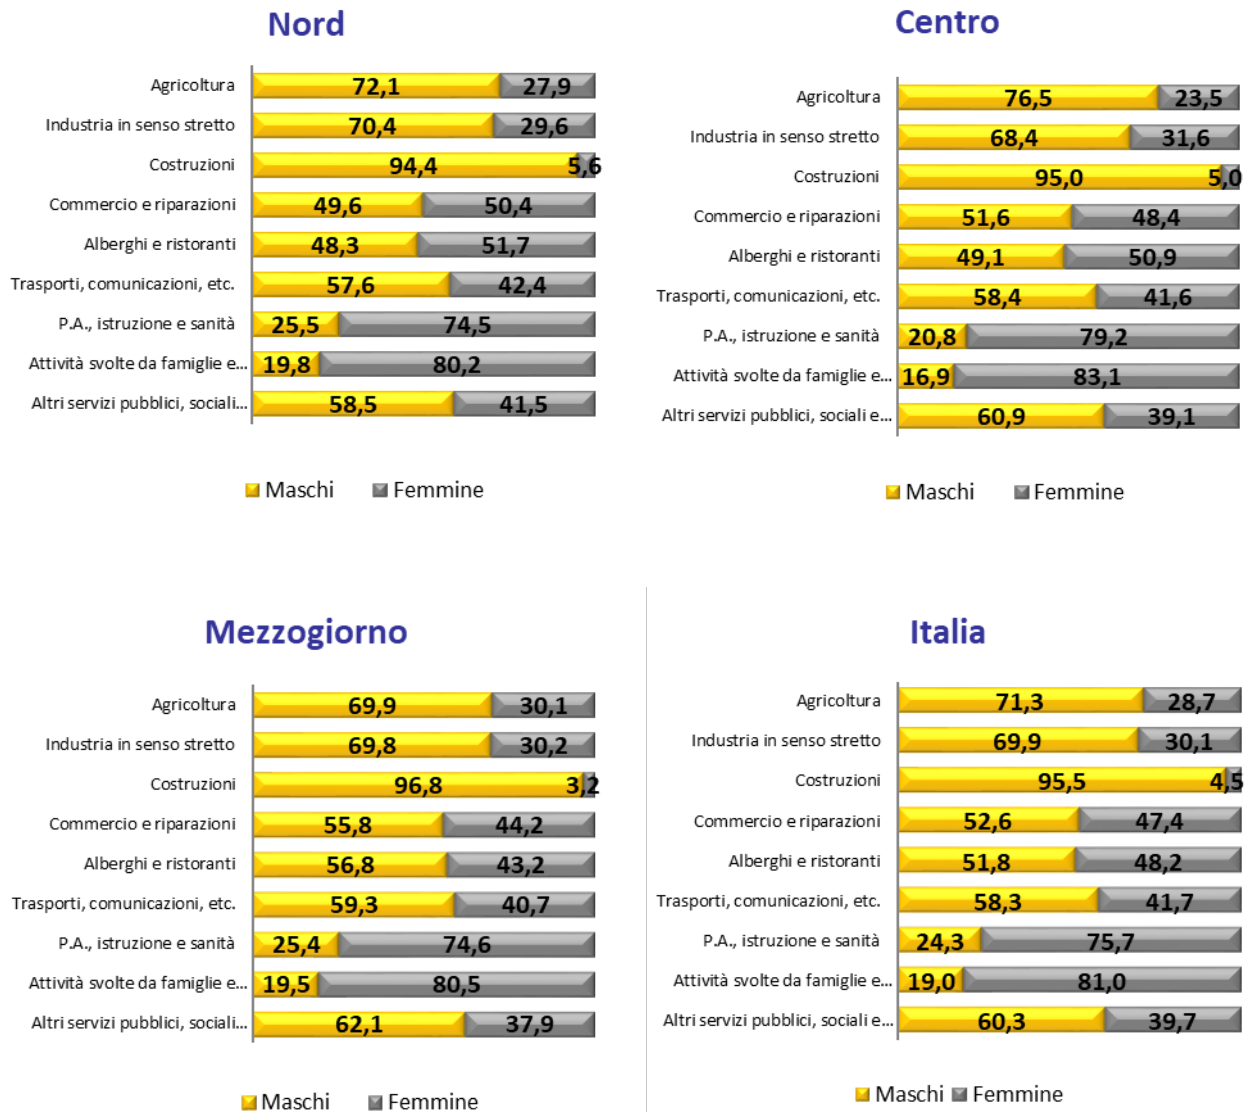 Nord
Agricoltura 72,1 27,9
Industria in senso stretto 70,4 29,6
Costruzioni 94,4 5,6
Commercio e riparazioni 49,6 50,4
Alberghi e ristoranti 48,3 51,7
Trasporti, comunicazioni, etc. 57,6 42,4
P.A., istruzione e sanità 25,5 74,5
Attività svolte da famiglie e... 19,8 80,2
Altri servizi pubblici, sociali... 58,5 41,5
Maschi Femmine
Centro
Agricoltura 76,5 23,5
Industria in senso stretto 68,4 31,6
Costruzioni 95,0 5,0
Commercio e riparazioni 51,6 48,4
Alberghi e ristoranti 49,1 50,9
Trasporti, comunicazioni, etc. 58,4 41,6
P.A., istruzione e sanità 20,8 79,2
Attività svolte da famiglie e... 16,9 83,1
Altri servizi pubblici, sociali e... 60,9 39,1
Maschi Femmine
Mezzogiorno
Agricoltura 69,9 30,1
Industria in senso stretto 69,8 30,2
Costruzioni 96,8 3,2
Commercio e riparazioni 55,8 44,2
Alberghi e ristoranti 56,8 43,2
Trasporti, comunicazioni, etc. 59,3 40,7
P.A., istruzione e sanità 25,4 74,6
Attività svolte da famiglie e... 19,5 80,5
Altri servizi pubblici, sociali... 62,1 37,9
Maschi Femmine
Italia
Agricoltura 71,3 28,7
Industria in senso stretto 69,9 30,1
Costruzioni 95,5 4,5
Commercio e riparazioni 52,6 47,4
Alberghi e ristoranti 51,8 48,2
Trasporti, comunicazioni, etc. 58,3 41,7
P.A., istruzione e sanità 24,3 75,7
Attività svolte da famiglie e... 19,0 81,0
Altri servizi pubblici, sociali e... 60,3 39,7
Maschi Femmine